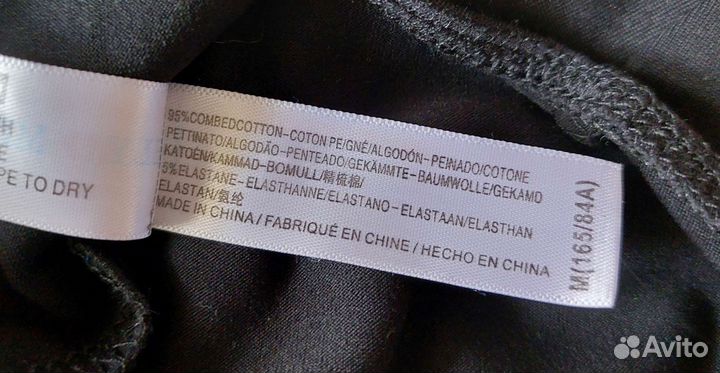 PE TO DRY
95%COMBEDCOTTON-COTON PE/GNÉ/ALGODÓN-PEINADO/COTONE
PETTINATO/ALGODÃO-PENTEADO/GEKÄMMTE-BAUMWOLLE/GEKAMD
KATOEN/KAMMAD-BOMULL/精梳棉/
5%ELASTANE-ELASTHANNE/ELASTANO-ELASTAAN/ELASTHAN
ELASTAN/氨纶
MADE IN CHINA / FABRIQUÉ EN CHINE / HECHO EN CHINA
M(165/84A)
Avito